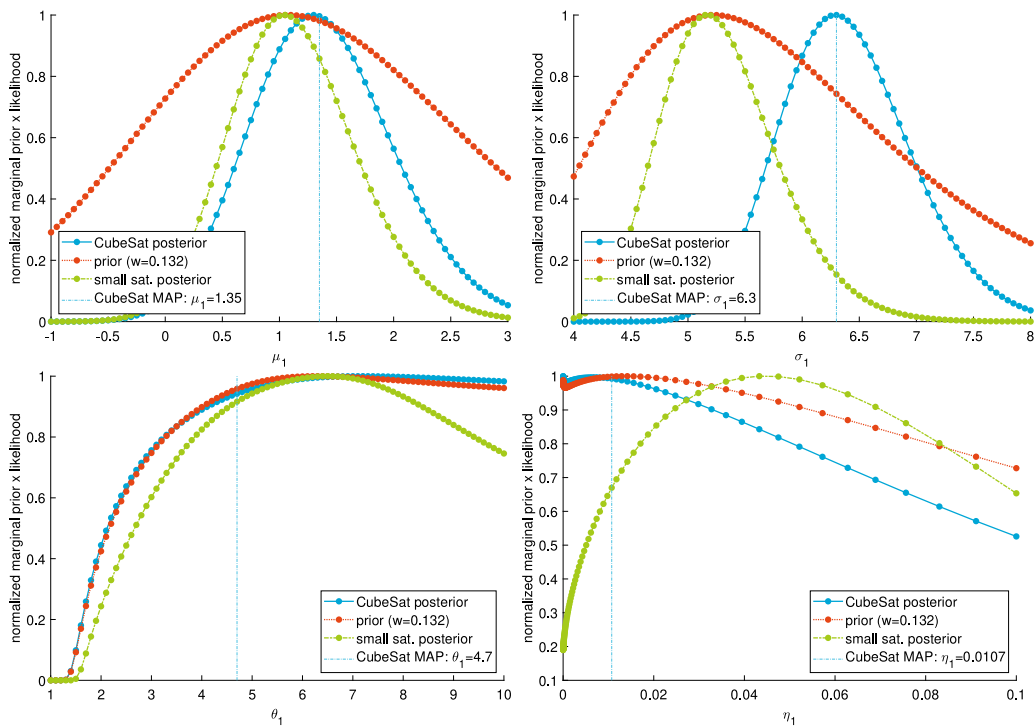 normalized marginal prior x likelihood
1
0.8
0.6
0.4
0.2
0
CubeSat posterior
prior (w=0.132)
small sat. posterior
CubeSat MAP: μ₁=1.35
-1 -0.5 0 0.5 1 1.5 2 2.5 3
μ₁
normalized marginal prior x likelihood
1
0.8
0.6
0.4
0.2
0
CubeSat posterior
prior (w=0.132)
small sat. posterior
CubeSat MAP: σ₁=6.3
4 4.5 5 5.5 6 6.5 7 7.5 8
σ₁
normalized marginal prior x likelihood
1
0.8
0.6
0.4
0.2
0
CubeSat posterior
prior (w=0.132)
small sat. posterior
CubeSat MAP: θ₁=4.7
1 2 3 4 5 6 7 8 9 10
θ₁
normalized marginal prior x likelihood
1
0.9
0.8
0.7
0.6
0.5
0.4
0.3
0.2
0.1
CubeSat posterior
prior (w=0.132)
small sat. posterior
CubeSat MAP: η₁=0.0107
0 0.02 0.04 0.06 0.08 0.1
η₁